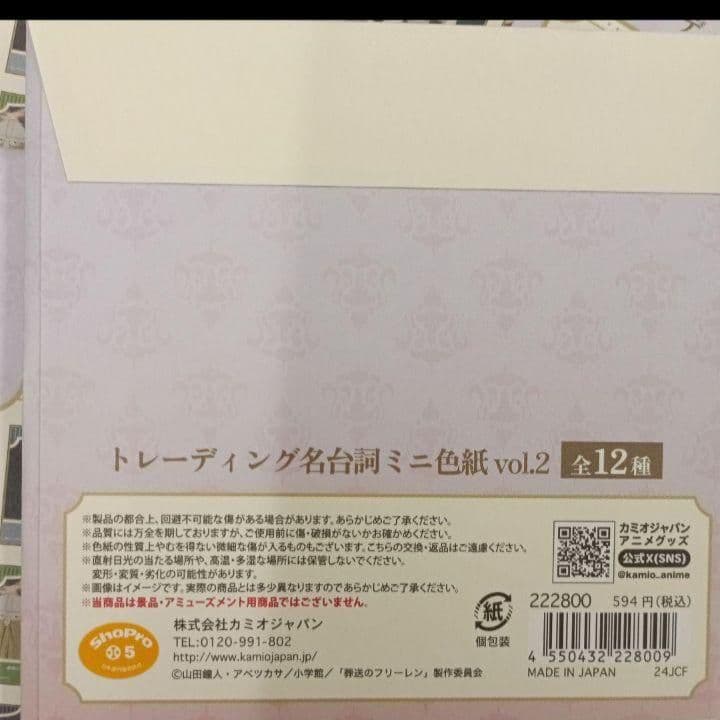 トレーディング名台詞ミニ色紙 vol.2 全12種
※製品の都合上、回避不可能な傷がある場合があります。あらかじめご了承ください。
※品質には万全を期しておりますが、ご使用前に傷・破損がないかお確かめください。
※色紙の性質上やむを得ない微細な傷が入るものもございます。こちらの交換・返品はご遠慮ください。
※直射日光の当たる場所や、高温・多湿な場所には保管しないでください。
変形・変質・劣化の可能性があります。
※画像はイメージです。実際の商品とは多少異なりますのであらかじめご了承ください。
※当商品は景品・アミューズメント用商品ではございません。
カミオジャパン
アニメグッズ
公式X(SNS)
@kamio_anime
ShoPro
5
株式会社カミオジャパン
TEL:0120-991-802
http://www.kamiojapan.jp/
©山田鐘人・アベツカサ／小学館／「葬送のフリーレン」製作委員会
紙
個包装
222800 594円(税込)
4 550432 228009
MADE IN JAPAN 24JCF